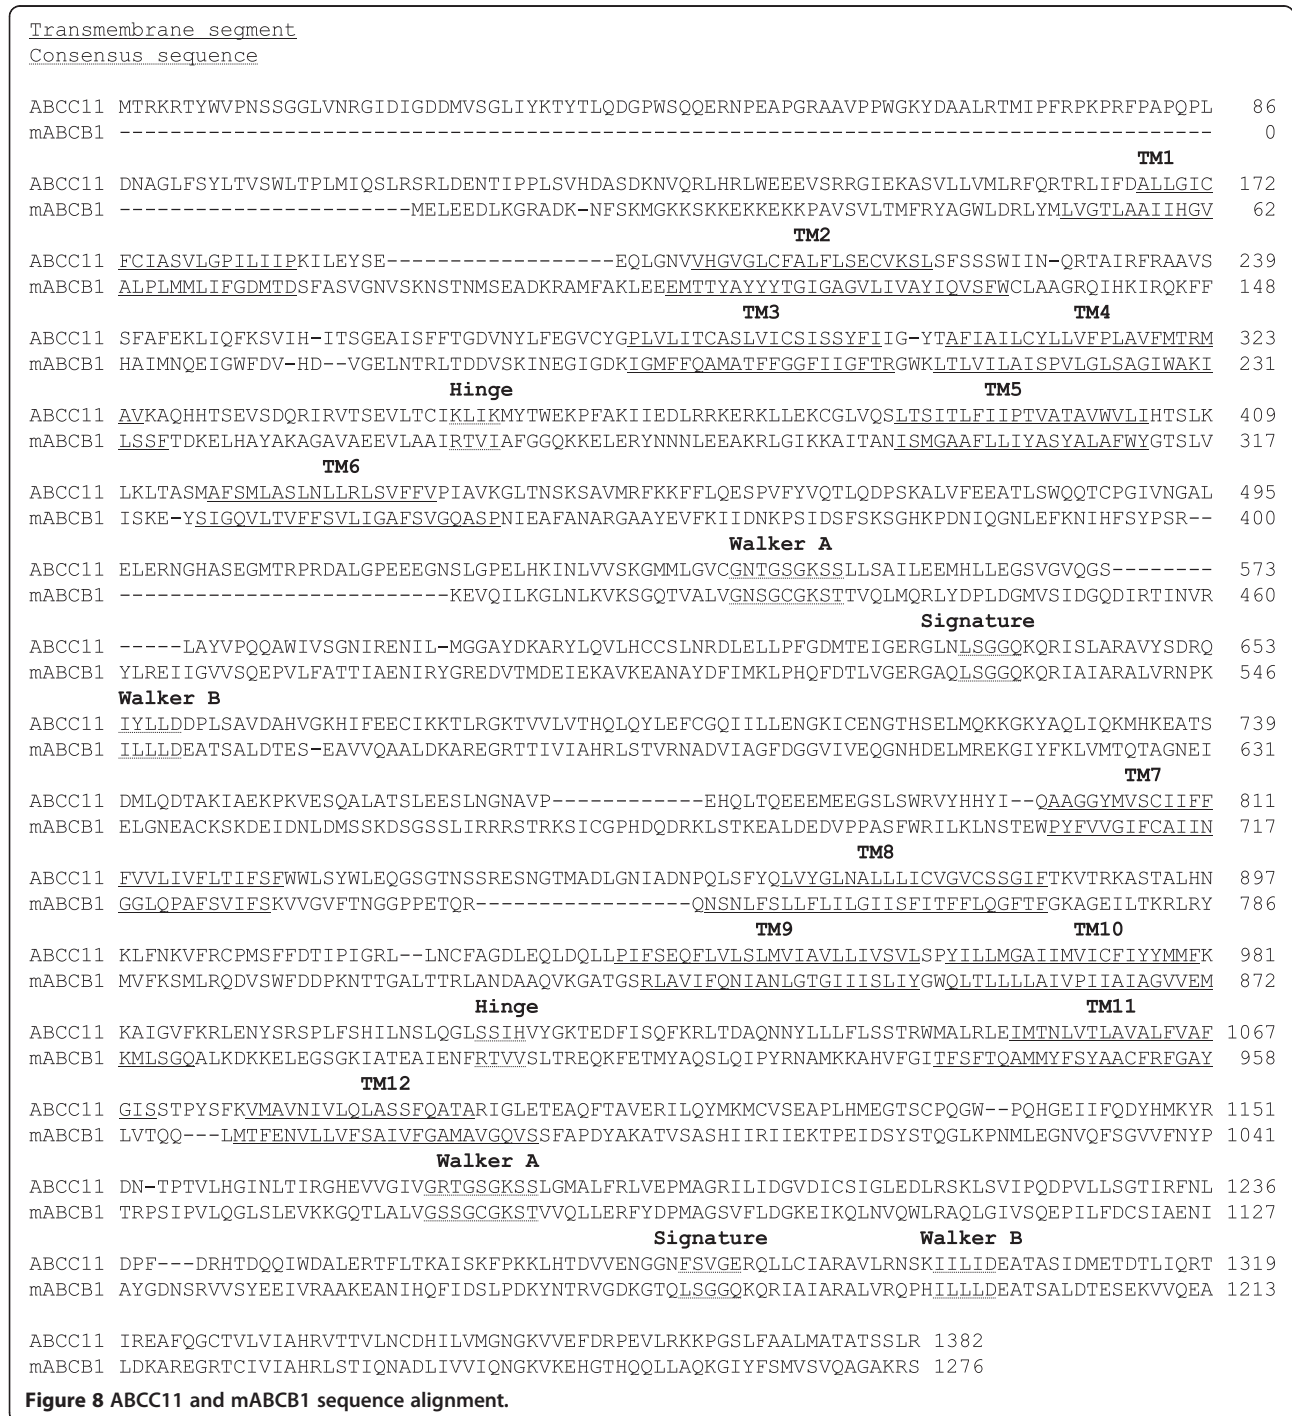 Transmembrane segment
Consensus sequence
ABCC11 MTRKRTYWVPNSSGGLVNRGIDIGDDMVSGLIYKTYTLQDGPWSQQERNPEAPGRAAVPPWGKYDAALRTMIPFRPKPRFPAPQPL 86
mABCB1 -------------------------------------------------------------------------------------- 0
TM1
ABCC11 DNAGLFSYLTVSWLTPLMIQSLRSRLDENTIPPLSVHDASDKNVQRLHRLWEEEVSRRGIEKASVLLVMLRFQRTRLIFDALLGIC 172
mABCB1 -----------------------MELEEDLKGRADK-NFSKMGKKSKKEKKEKKPAVSVLTMFRYAGWLDRLYMLVGTLAAIIHGV 62
TM2
ABCC11 FCIASVLGPILIIPKILEYSE------------------EQLGNVVHGVGLCFALFLSECVKSLSFSSSWIIN-QRTAIRFRAAVS 239
mABCB1 ALPLMMLIFGDMTDSFASVGNVSKNSTNMSEADKRAMFAKLEEEMTTYAYYYTGIGAGVLIVAYIQVSFWCLAAGRQIHKIRQKFF 148
TM3 TM4
ABCC11 SFAFEKLIQFKSVIH-ITSGEAISFFTGDVNYLFEGVCYGPLVLITCASLVICSISSYFIIG-YTAFIAILCYLLVFPLAVFMTRM 323
mABCB1 HAIMNQEIGWFDV-HD--VGELNTRLTDDVSKINEGIGDKIGMFFQAMATFFGGFIIGFTRGWKLTLVILAISPVLGLSAGIWAKI 231
Hinge TM5
ABCC11 AVKAQHHTSEVSDQRIRVTSEVLTCIKLIKMYTWEKPFAKIIEDLRRKERKLLEKCGLVQSLTSITLFIIPTVATAVWVLIHTSLK 409
mABCB1 LSSFTDKELHAYAKAGAVAEEVLAAIRTVIAFGGQKKELERYNNNLEEAKRLGIKKAITANISMGAAFLLIYASYALAFWYGTSLV 317
TM6
ABCC11 LKLTASMAFSMLASLNLLRLSVFFVPIAVKGLTNSKSAVMRFKKFFLQESPVFYVQTLQDPSKALVFEEATLSWQQTCPGIVNGAL 495
mABCB1 ISKE-YSIGQVLTVFFSVLIGAFSVGQASPNIEAFANARGAAYEVFKIIDNKPSIDSFSKSGHKPDNIQGNLEFKNIHFSYPSR-- 400
Walker A
ABCC11 ELERNGHASEGMTRPRDALGPEEEGNSLGPELHKINLVVSKGMMLGVCGNTGSGKSSLLSAILEEMHLLEGSVGVQGS-------- 573
mABCB1 --------------------------KEVQILKGLNLKVKSGQTVALVGNSGCGKSTTVQLMQRLYDPLDGMVSIDGQDIRTINVR 460
Signature
ABCC11 -----LAYVPQQAWIVSGNIRENIL-MGGAYDKARYLQVLHCCSLNRDLELLPFGDMTEIGERGLNLSGGQKQRISLARAVYSDRQ 653
mABCB1 YLREIIGVVSQEPVLFATTIAENIRYGREDVTMDEIEKAVKEANAYDFIMKLPHQFDTLVGERGAQLSGGQKQRIAIARALVRNPK 546
Walker B
ABCC11 IYLLDDPLSAVDAHVGKHIFEECIKKTLRGKTVVLVTHQLQYLEFCGQIILLENGKICENGTHSELMQKKGKYAQLIQKMHKEATS 739
mABCB1 ILLLDEATSALDTES-EAVVQAALDKAREGRTTIVIAHRLSTVRNADVIAGFDGGVIVEQGNHDELMREKGIYFKLVMTQTAGNEI 631
TM7
ABCC11 DMLQDTAKIAEKPKVESQALATSLEESLNGNAVP------------EHQLTQEEEMEEGSLSWRVYHHYI--QAAGGYMVSCIIFF 811
mABCB1 ELGNEACKSKDEIDNLDMSSKDSGSSLIRRRSTRKSICGPHDQDRKLSTKEALDEDVPPASFWRILKLNSTEWPYFVVGIFCAIIN 717
TM8
ABCC11 FVVLIVFLTIFSFWWLSYWLEQGSGTNSSRESNGTMADLGNIADNPQLSFYQLVYGLNALLLICVGVCSSGIFTKVTRKASTALHN 897
mABCB1 GGLQPAFSVIFSKVVGVFTNGGPPETQR-----------------QNSNLFSLLFLILGIISFITFFLQGFTFGKAGEILTKRLRY 786
TM9 TM10
ABCC11 KLFNKVFRCPMSFFDTIPIGRL--LNCFAGDLEQLDQLLPIFSEQFLVLSLMVIAVLLIVSVLSPYILLMGAIIMVICFIYYMMFK 981
mABCB1 MVFKSMLRQDVSWFDDPKNTTGALTTRLANDAAQVKGATGSRLAVIFQNIANLGTGIIISLIYGWQLTLLLLAIVPIIAIAGVVEM 872
Hinge TM11
ABCC11 KAIGVFKRLENYSRSPLFSHILNSLQGLSSIHVYGKTEDFISQFKRLTDAQNNYLLLFLSSTRWMALRLEIMTNLVTLAVALFVAF 1067
mABCB1 KMLSGQALKDKKELEGSGKIATEAIENFRTVVSLTREQKFETMYAQSLQIPYRNAMKKAHVFGITFSFTQAMMYFSYAACFRFGAY 958
TM12
ABCC11 GISSTPYSFKVMAVNIVLQLASSFQATARIGLETEAQFTAVERILQYMKMCVSEAPLHMEGTSCPQGW--PQHGEIIFQDYHMKYR 1151
mABCB1 LVTQQ---LMTFENVLLVFSAIVFGAMAVGQVSSFAPDYAKATVSASHIIRIIEKTPEIDSYSTQGLKPNMLEGNVQFSGVVFNYP 1041
Walker A
ABCC11 DN-TPTVLHGINLTIRGHEVVGIVGRTGSGKSSLGMALFRLVEPMAGRILIDGVDICSIGLEDLRSKLSVIPQDPVLLSGTIRFNL 1236
mABCB1 TRPSIPVLQGLSLEVKKGQTLALVGSSGCGKSTVVQLLERFYDPMAGSVFLDGKEIKQLNVQWLRAQLGIVSQEPILFDCSIAENI 1127
Signature Walker B
ABCC11 DPF---DRHTDQQIWDALERTFLTKAISKFPKKLHTDVVENGGNFSVGERQLLCIARAVLRNSKIILIDEATASIDMETDTLIQRT 1319
mABCB1 AYGDNSRVVSYEEIVRAAKEANIHQFIDSLPDKYNTRVGDKGTQLSGGQKQRIAIARALVRQPHILLLDEATSALDTESEKVVQEA 1213
ABCC11 IREAFQGCTVLVIAHRVTTVLNCDHILVMGNGKVVEFDRPEVLRKKPGSLFAALMATATSSLR 1382
mABCB1 LDKAREGRTCIVIAHRLSTIQNADLIVVIQNGKVKEHGTHQQLLAQKGIYFSMVSVQAGAKRS 1276
Figure 8 ABCC11 and mABCB1 sequence alignment.